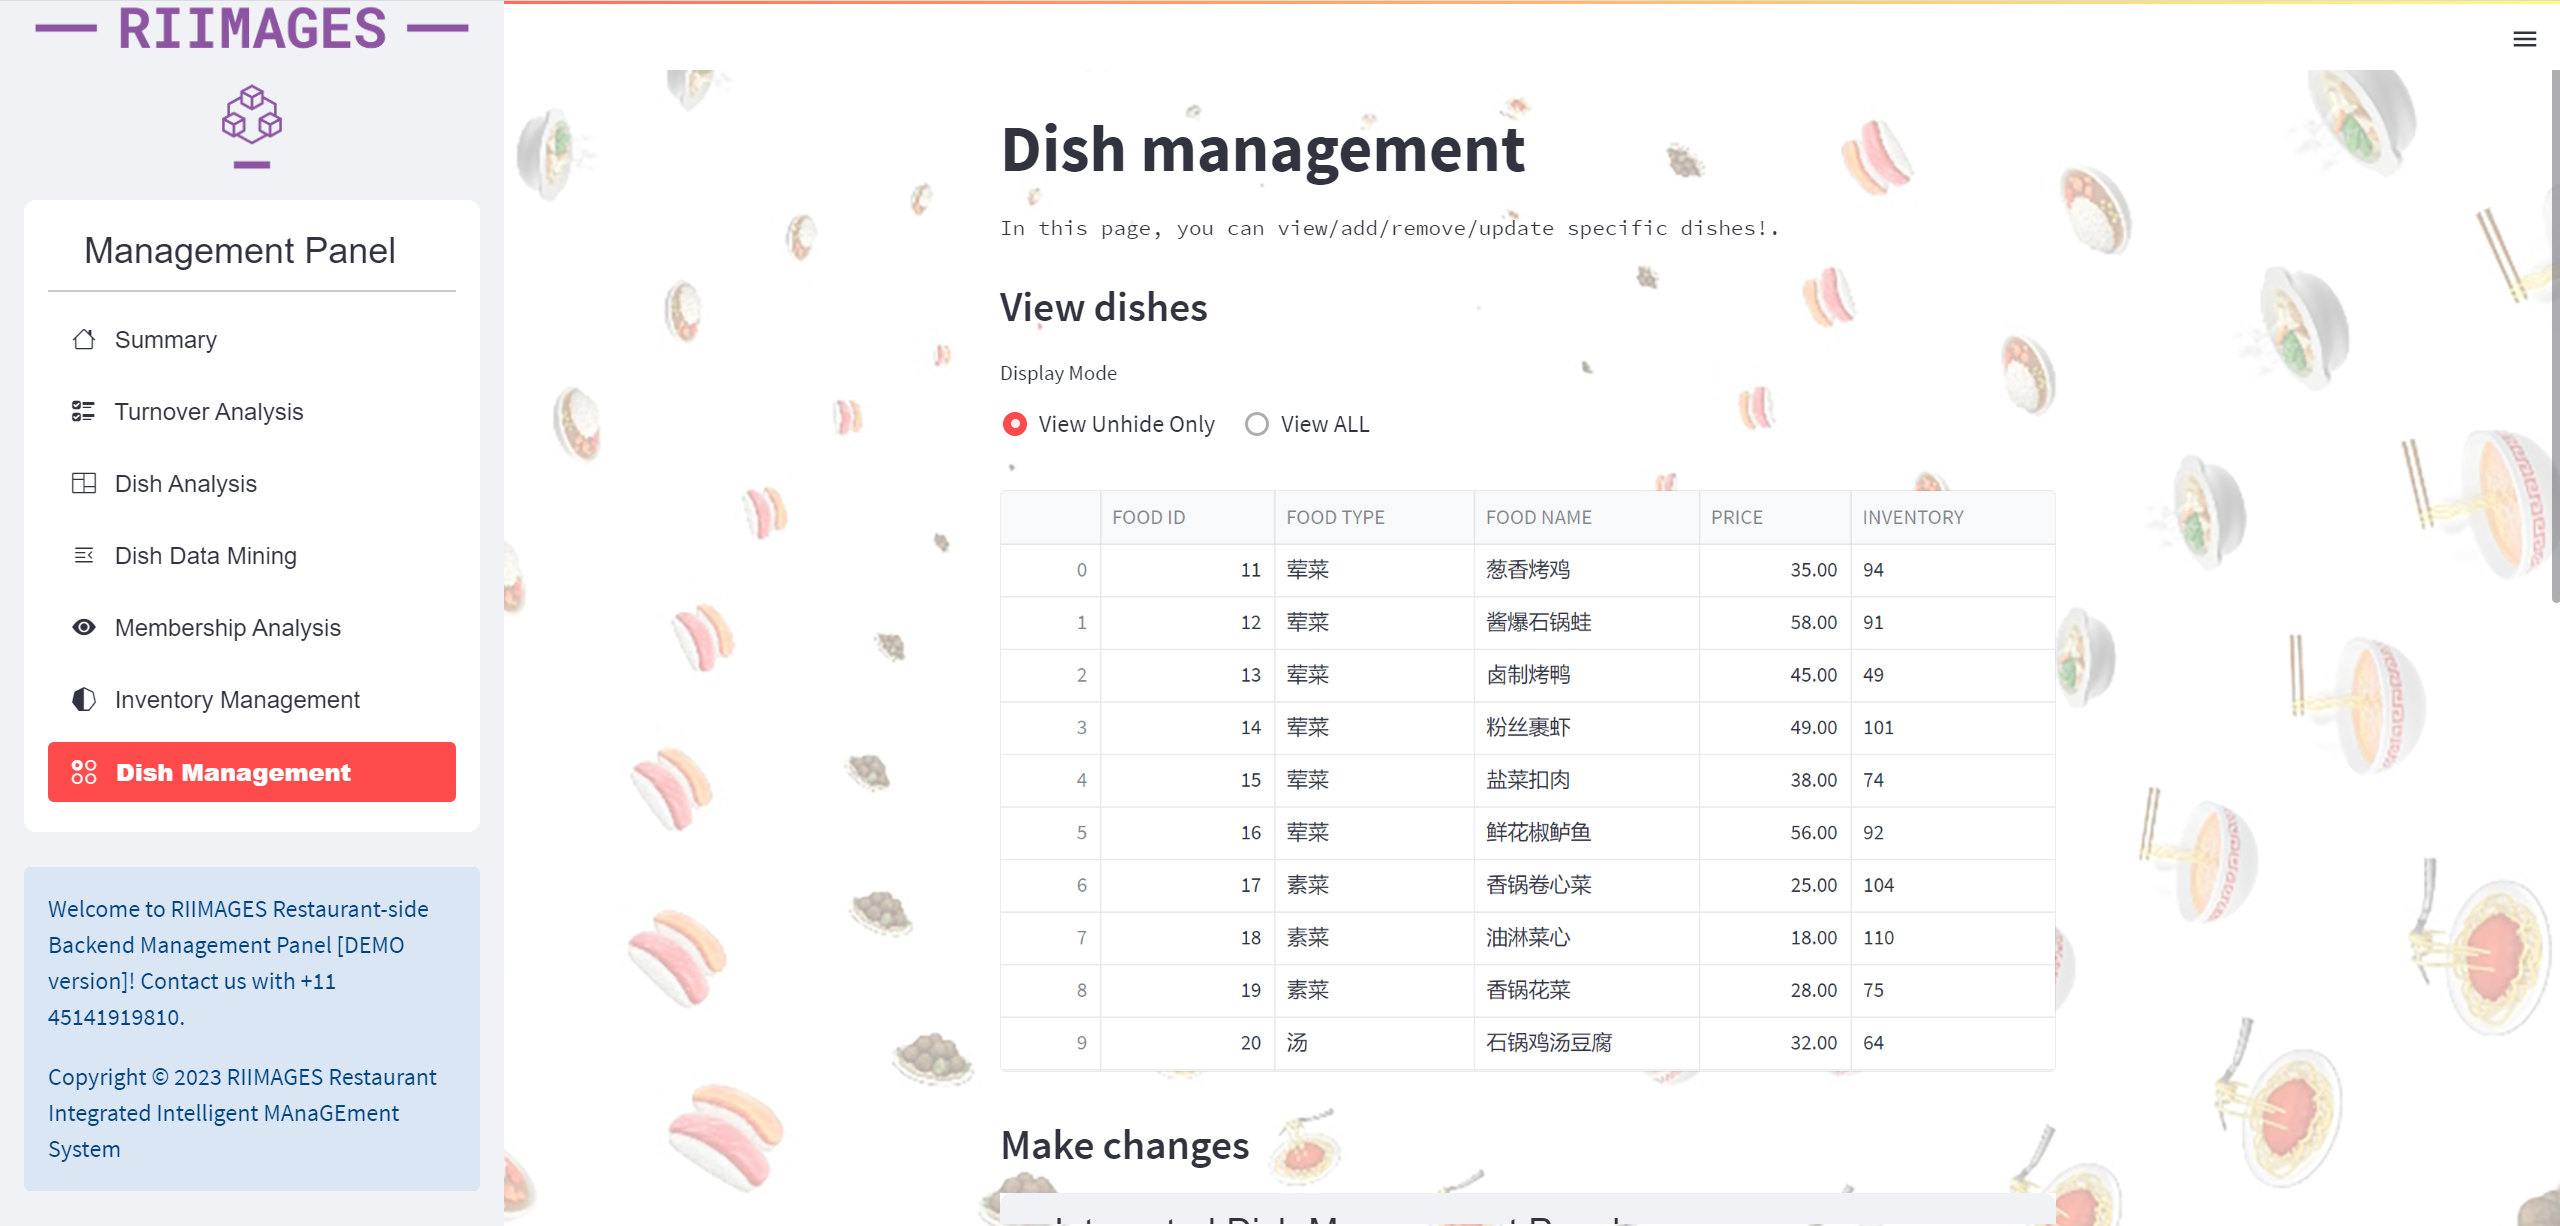 RIIMAGES
Management Panel
Summary
Turnover Analysis
Dish Analysis
Dish Data Mining
Membership Analysis
Inventory Management
Dish Management
Welcome to RIIMAGES Restaurant-side
Backend Management Panel [DEMO
version]! Contact us with +11
45141919810.
Copyright © 2023 RIIMAGES Restaurant
Integrated Intelligent MAnaGEment
System
Dish management
In this page, you can view/add/remove/update specific dishes!.
View dishes
Display Mode
View Unhide Only View ALL
FOOD ID FOOD TYPE FOOD NAME PRICE INVENTORY
0 11 荤菜 葱香烤鸡 35.00 94
1 12 荤菜 酱爆石锅蛙 58.00 91
2 13 荤菜 卤制烤鸭 45.00 49
3 14 荤菜 粉丝裹虾 49.00 101
4 15 荤菜 盐菜扣肉 38.00 74
5 16 荤菜 鲜花椒鲈鱼 56.00 92
6 17 素菜 香锅卷心菜 25.00 104
7 18 素菜 油淋菜心 18.00 110
8 19 素菜 香锅花菜 28.00 75
9 20 汤 石锅鸡汤豆腐 32.00 64
Make changes